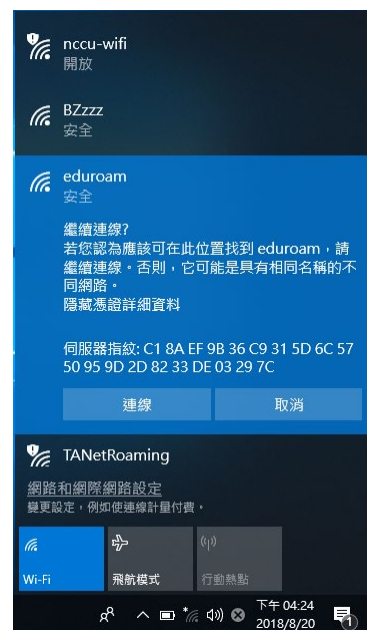 nccu-wifi
開放
BZzzz
安全
eduroam
安全
繼續連線?
若您認為應該可在此位置找到 eduroam，請
繼續連線。否則，它可能是具有相同名稱的不
同網路。
隱藏憑證詳細資料
伺服器指紋: C1 8A EF 9B 36 C9 31 5D 6C 57
50 95 9D 2D 82 33 DE 03 29 7C
連線
取消
TANetRoaming
網路和網際網路設定
變更設定，例如使連線計量付費。
Wi-Fi
飛航模式
行動熱點
下午 04:24
2018/8/20
1